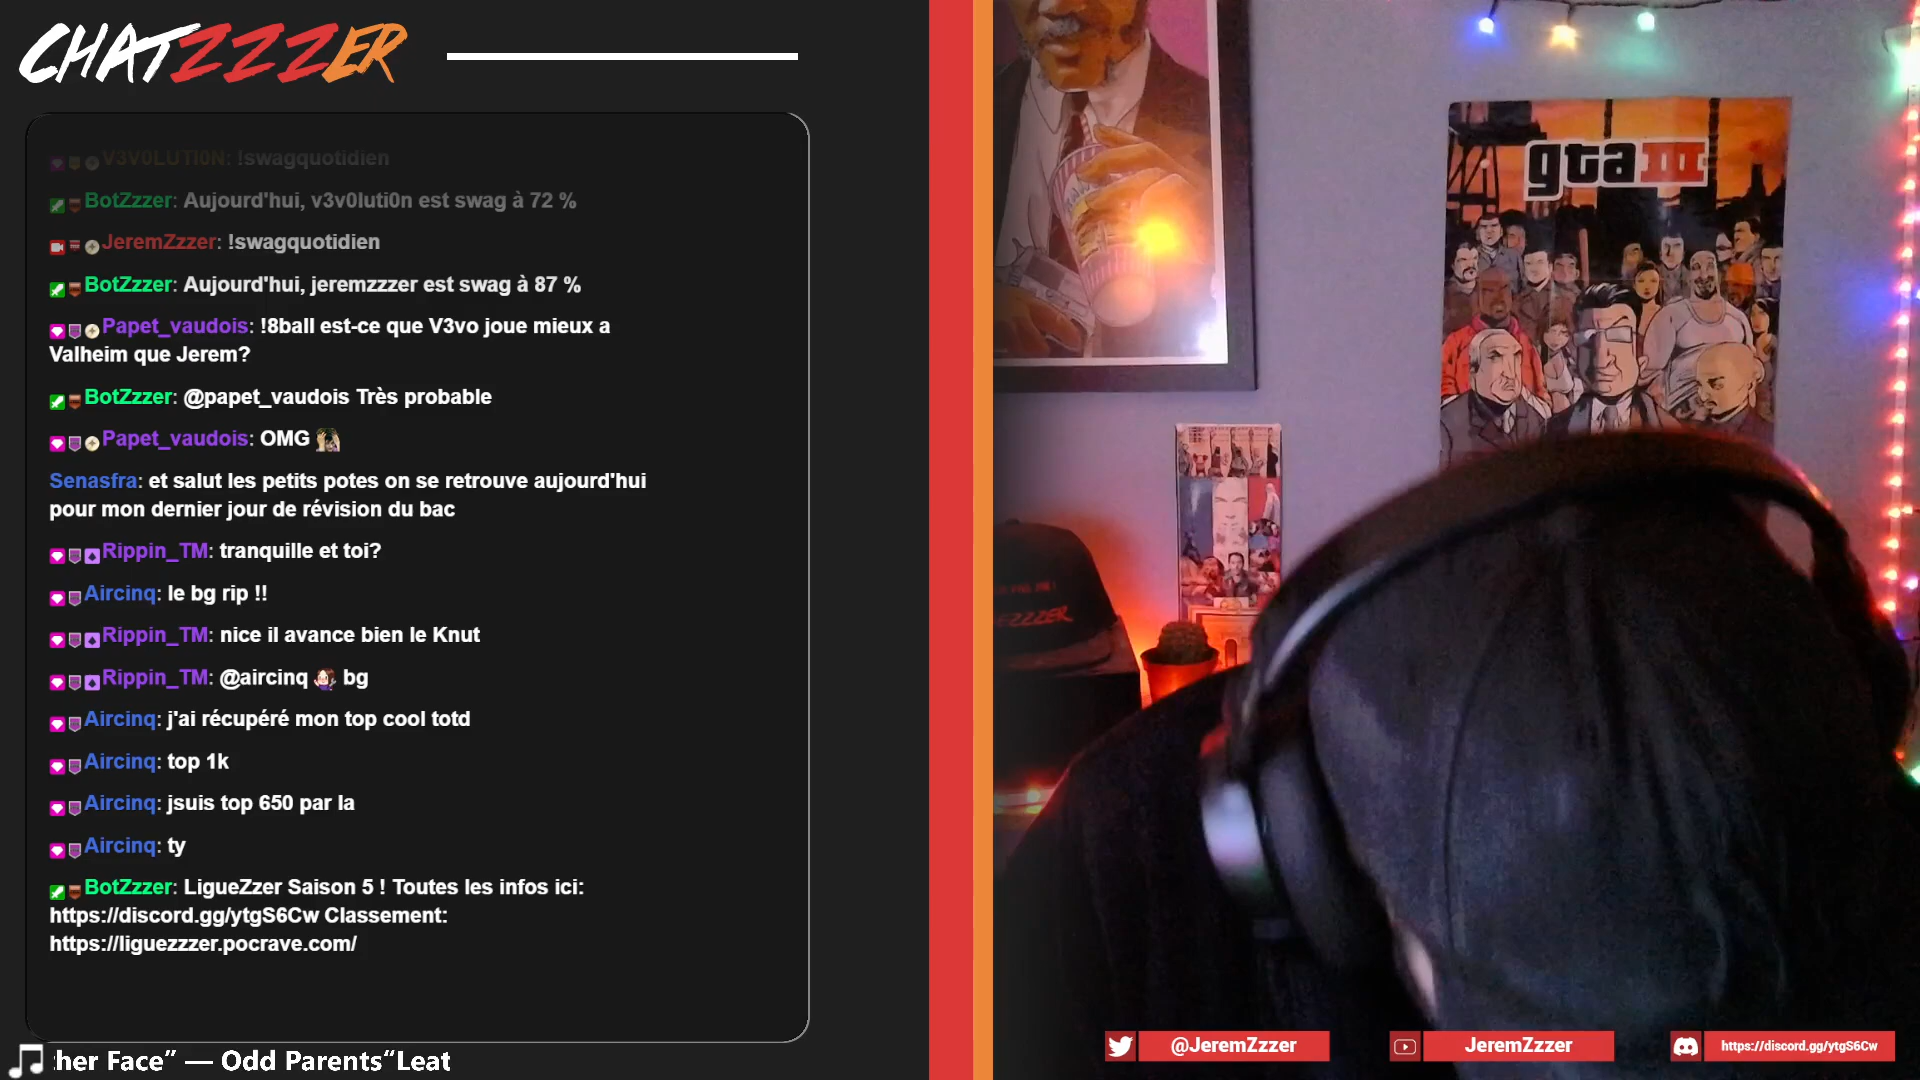 CHATZZZER
V3V0LUTI0N: !swagquotidien
BotZzzer: Aujourd'hui, v3v0luti0n est swag à 72 %
JeremZzzer: !swagquotidien
BotZzzer: Aujourd'hui, jeremzzzer est swag à 87 %
Papet_vaudois: !8ball est-ce que V3vo joue mieux a
Valheim que Jerem?
BotZzzer: @papet_vaudois Très probable
Papet_vaudois: OMG
Senasfra: et salut les petits potes on se retrouve aujourd'hui
pour mon dernier jour de révision du bac
Rippin_TM: tranquille et toi?
Aircinq: le bg rip !!
Rippin_TM: nice il avance bien le Knut
Rippin_TM: @aircinq bg
Aircinq: j'ai récupéré mon top cool totd
Aircinq: top 1k
Aircinq: jsuis top 650 par la
Aircinq: ty
BotZzzer: LigueZzer Saison 5 ! Toutes les infos ici:
https://discord.gg/ytgS6Cw Classement:
https://liguezzzer.pocrave.com/
her Face” — Odd Parents“Leat
gta III
@JeremZzzer
JeremZzzer
https://discord.gg/ytgS6Cw